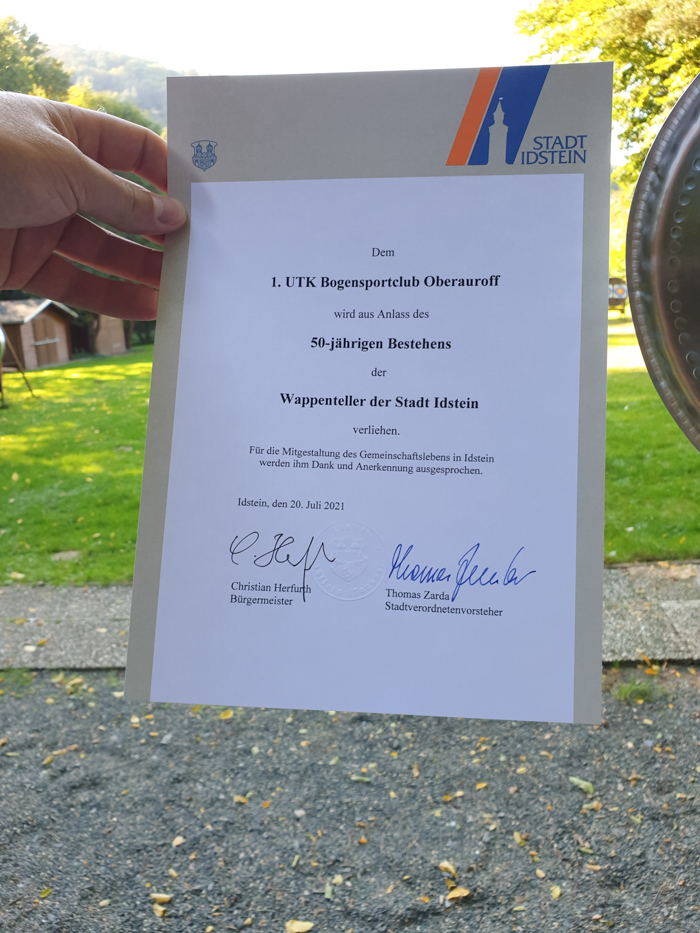 STADT
IDSTEIN
Dem
1. UTK Bogensportclub Oberauroff
wird aus Anlass des
50-jährigen Bestehens
der
Wappenteller der Stadt Idstein
verliehen.
Für die Mitgestaltung des Gemeinschaftslebens in Idstein
werden ihm Dank und Anerkennung ausgesprochen.
Idstein, den 20. Juli 2021
Christian Herfurth
Bürgermeister
Thomas Zarda
Stadtverordnetenvorsteher